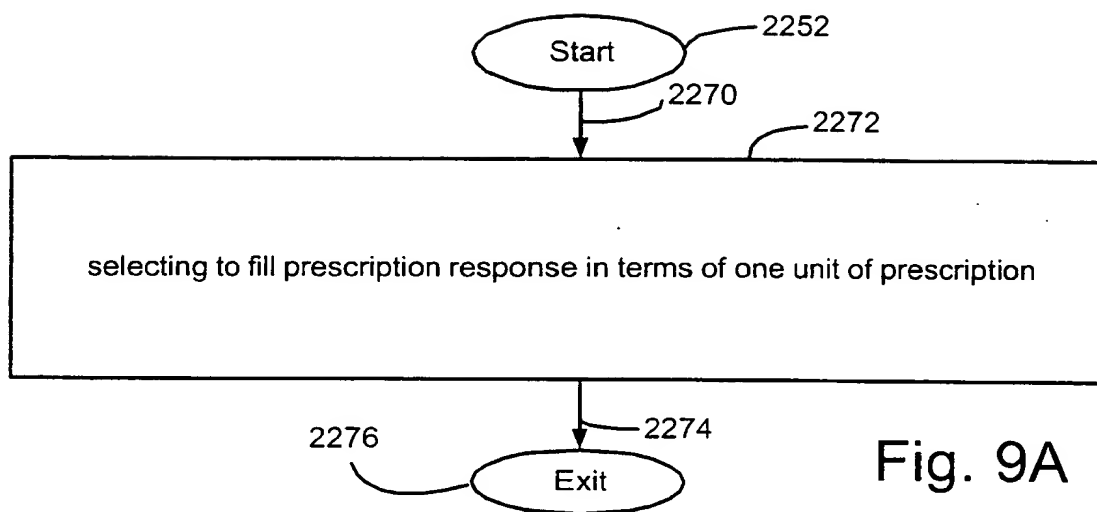 Start
2252
2270
2272
selecting to fill prescription response in terms of one unit of prescription
2274
2276
Exit
Fig. 9A